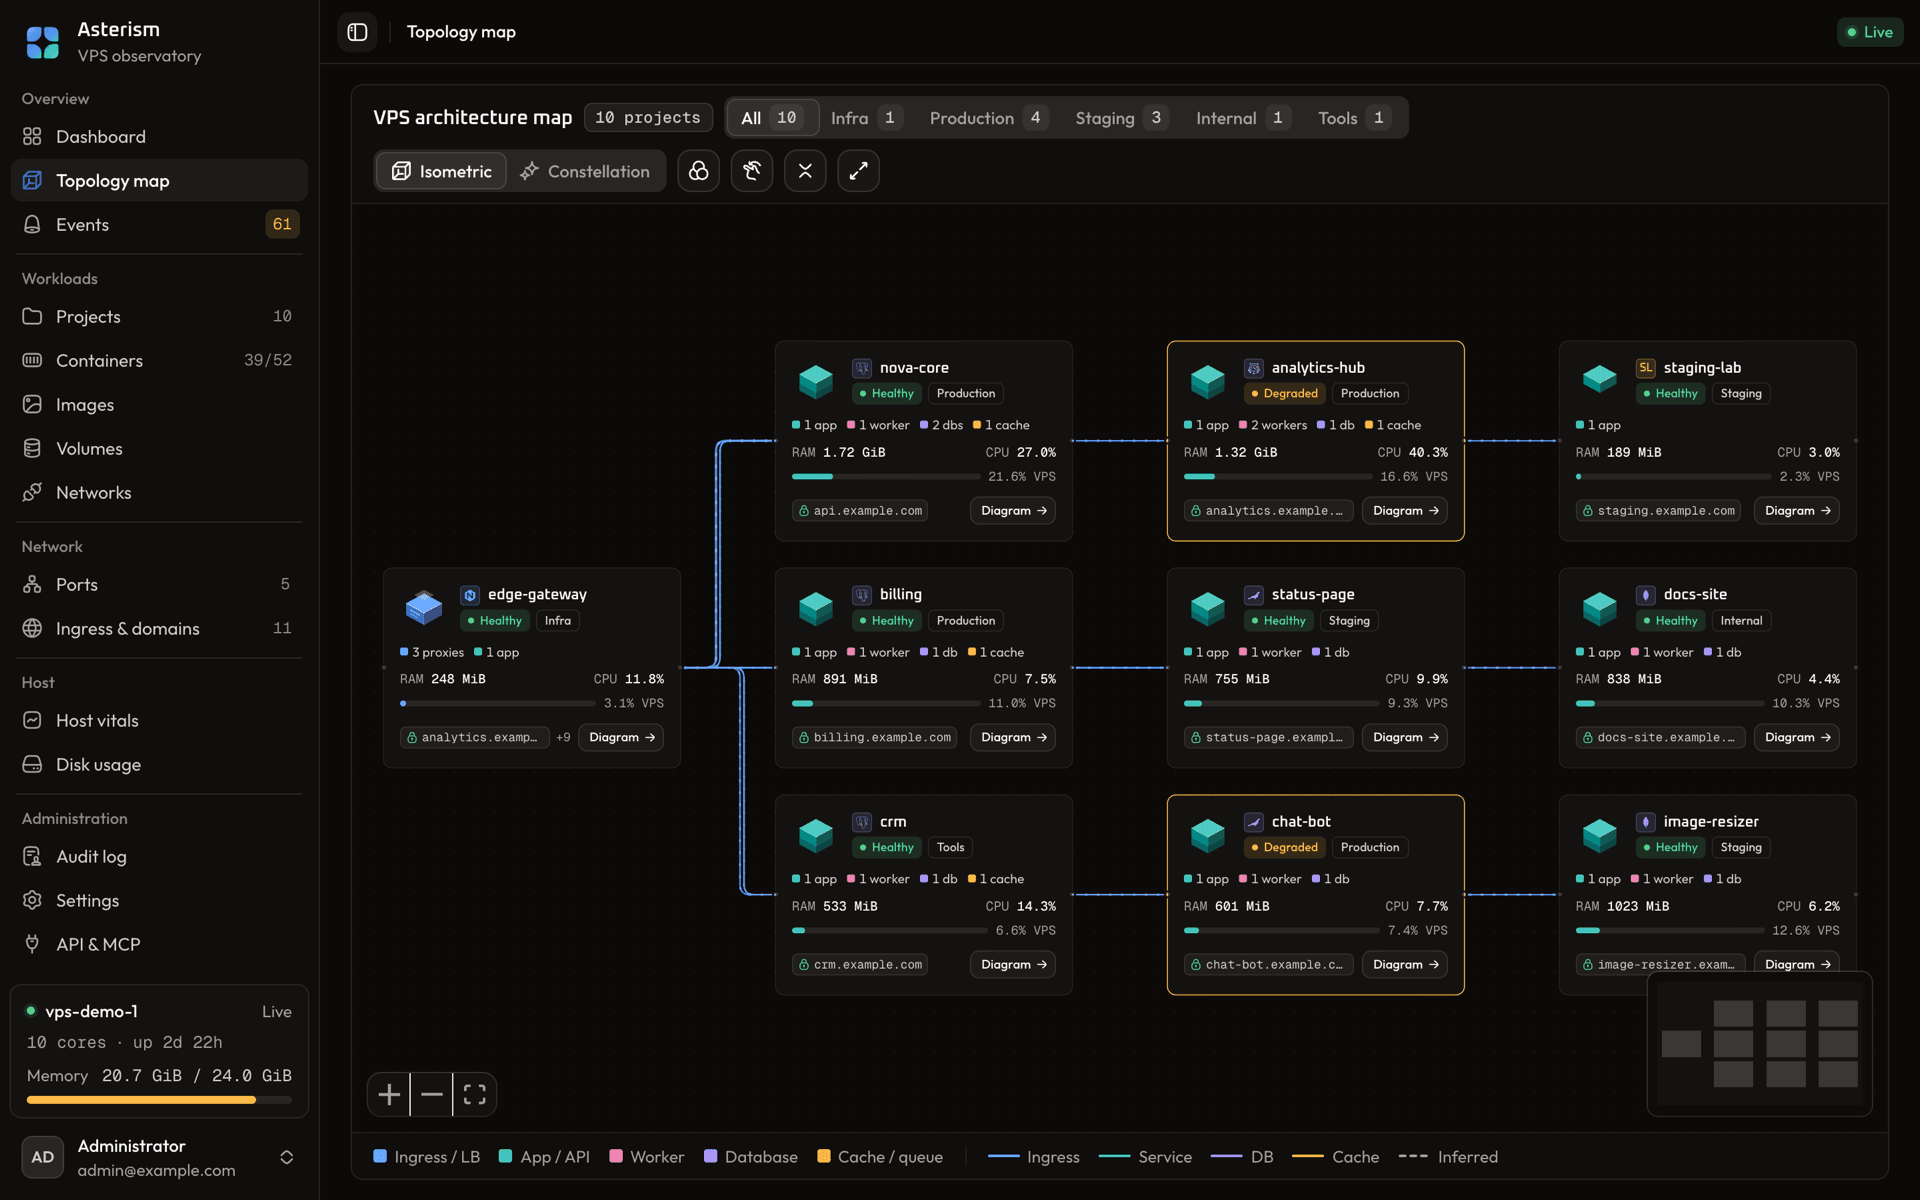 Asterism
VPS observatory
Overview
Dashboard
Topology map
Events 61
Workloads
Projects 10
Containers 39/52
Images
Volumes
Networks
Network
Ports 5
Ingress & domains 11
Host
Host vitals
Disk usage
Administration
Audit log
Settings
API & MCP
vps-demo-1 Live
10 cores · up 2d 22h
Memory 20.7 GiB / 24.0 GiB
AD
Administrator
admin@example.com
Topology map
Live
VPS architecture map 10 projects All 10 Infra 1 Production 4 Staging 3 Internal 1 Tools 1
Isometric Constellation
edge-gateway
Healthy Infra
3 proxies 1 app
RAM 248 MiB CPU 11.8%
3.1% VPS
analytics.examp… +9 Diagram →
nova-core
Healthy Production
1 app 1 worker 2 dbs 1 cache
RAM 1.72 GiB CPU 27.0%
21.6% VPS
api.example.com Diagram →
analytics-hub
Degraded Production
1 app 2 workers 1 db 1 cache
RAM 1.32 GiB CPU 40.3%
16.6% VPS
analytics.example.… Diagram →
SL staging-lab
Healthy Staging
1 app
RAM 189 MiB CPU 3.0%
2.3% VPS
staging.example.com Diagram →
billing
Healthy Production
1 app 1 worker 1 db 1 cache
RAM 891 MiB CPU 7.5%
11.0% VPS
billing.example.com Diagram →
status-page
Healthy Staging
1 app 1 worker 1 db
RAM 755 MiB CPU 9.9%
9.3% VPS
status-page.exampl… Diagram →
docs-site
Healthy Internal
1 app 1 worker 1 db
RAM 838 MiB CPU 4.4%
10.3% VPS
docs-site.example.… Diagram →
crm
Healthy Tools
1 app 1 worker 1 db 1 cache
RAM 533 MiB CPU 14.3%
6.6% VPS
crm.example.com Diagram →
chat-bot
Degraded Production
1 app 1 worker 1 db
RAM 601 MiB CPU 7.7%
7.4% VPS
chat-bot.example.c… Diagram →
image-resizer
Healthy Staging
1 app 1 worker 1 db
RAM 1023 MiB CPU 6.2%
12.6% VPS
image-resizer.exam… Diagram →
Ingress / LB App / API Worker Database Cache / queue Ingress Service DB Cache Inferred